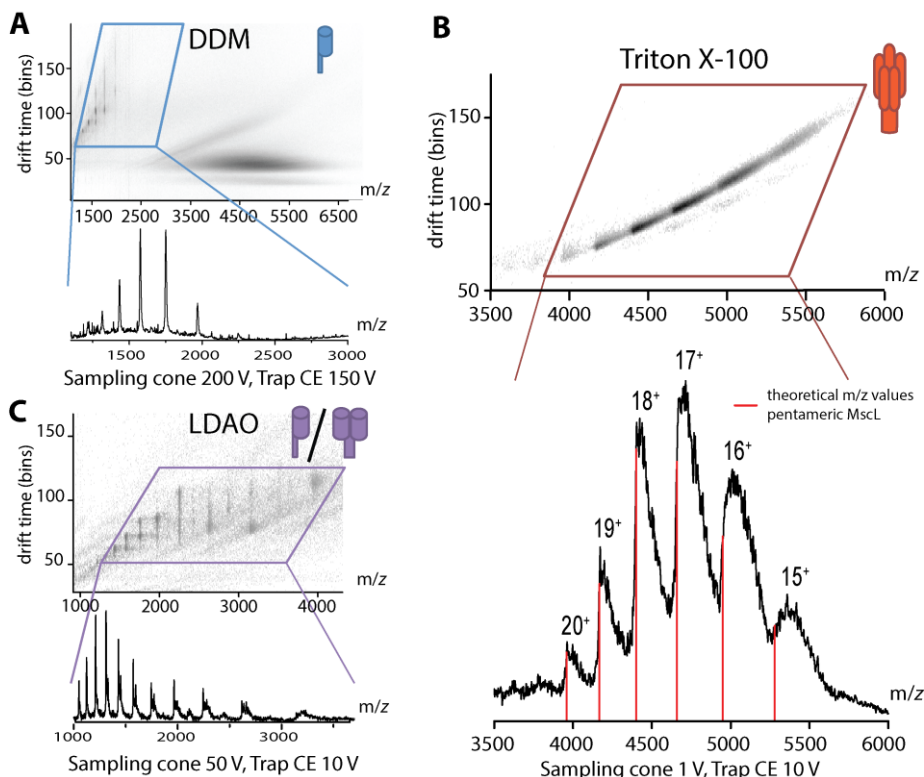 A
DDM
drift time (bins)
150
100
50
m/z
1500 2500 3500 4500 5500 6500
m/z
1500 2000 2500 3000
Sampling cone 200 V, Trap CE 150 V
C
LDAO
drift time (bins)
150
100
50
m/z
1000 2000 3000 4000
m/z
1000 2000 3000
Sampling cone 50 V, Trap CE 10 V
B
Triton X-100
drift time (bins)
150
100
50
m/z
3500 4000 4500 5000 5500 6000
theoretical m/z values
pentameric MscL
20⁺
19⁺
18⁺
17⁺
16⁺
15⁺
m/z
3500 4000 4500 5000 5500 6000
Sampling cone 1 V, Trap CE 10 V